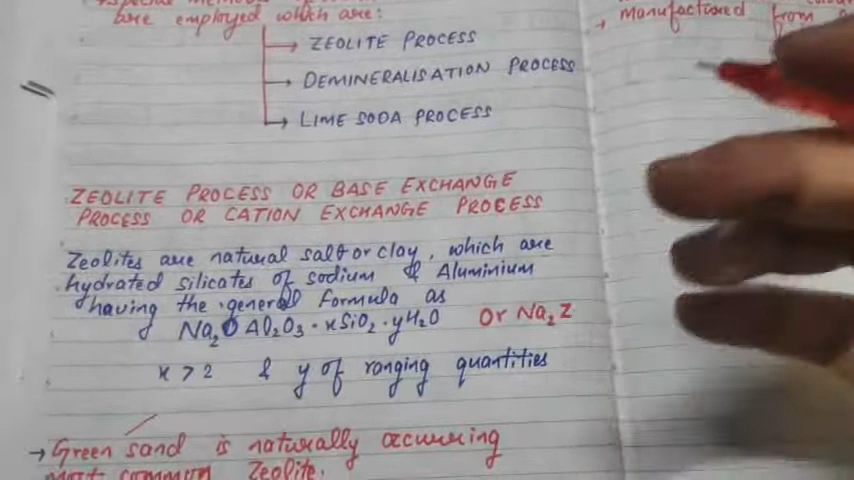 are employed which are:
→ ZEOLITE PROCESS
→ DEMINERALISATION PROCESS
→ LIME SODA PROCESS
ZEOLITE PROCESS OR BASE EXCHANGE
PROCESS OR CATION EXCHANGE PROCESS
Zeolites are natural salt or clay, which are
hydrated silicates of sodium & Aluminium
having the general formula as
Na₂O Al₂O₃·xSiO₂·yH₂O Or Na₂Z
x > 2 & y of ranging quantities
→ Green sand is naturally occurring
most common Zeolite.
→ Manufactured from